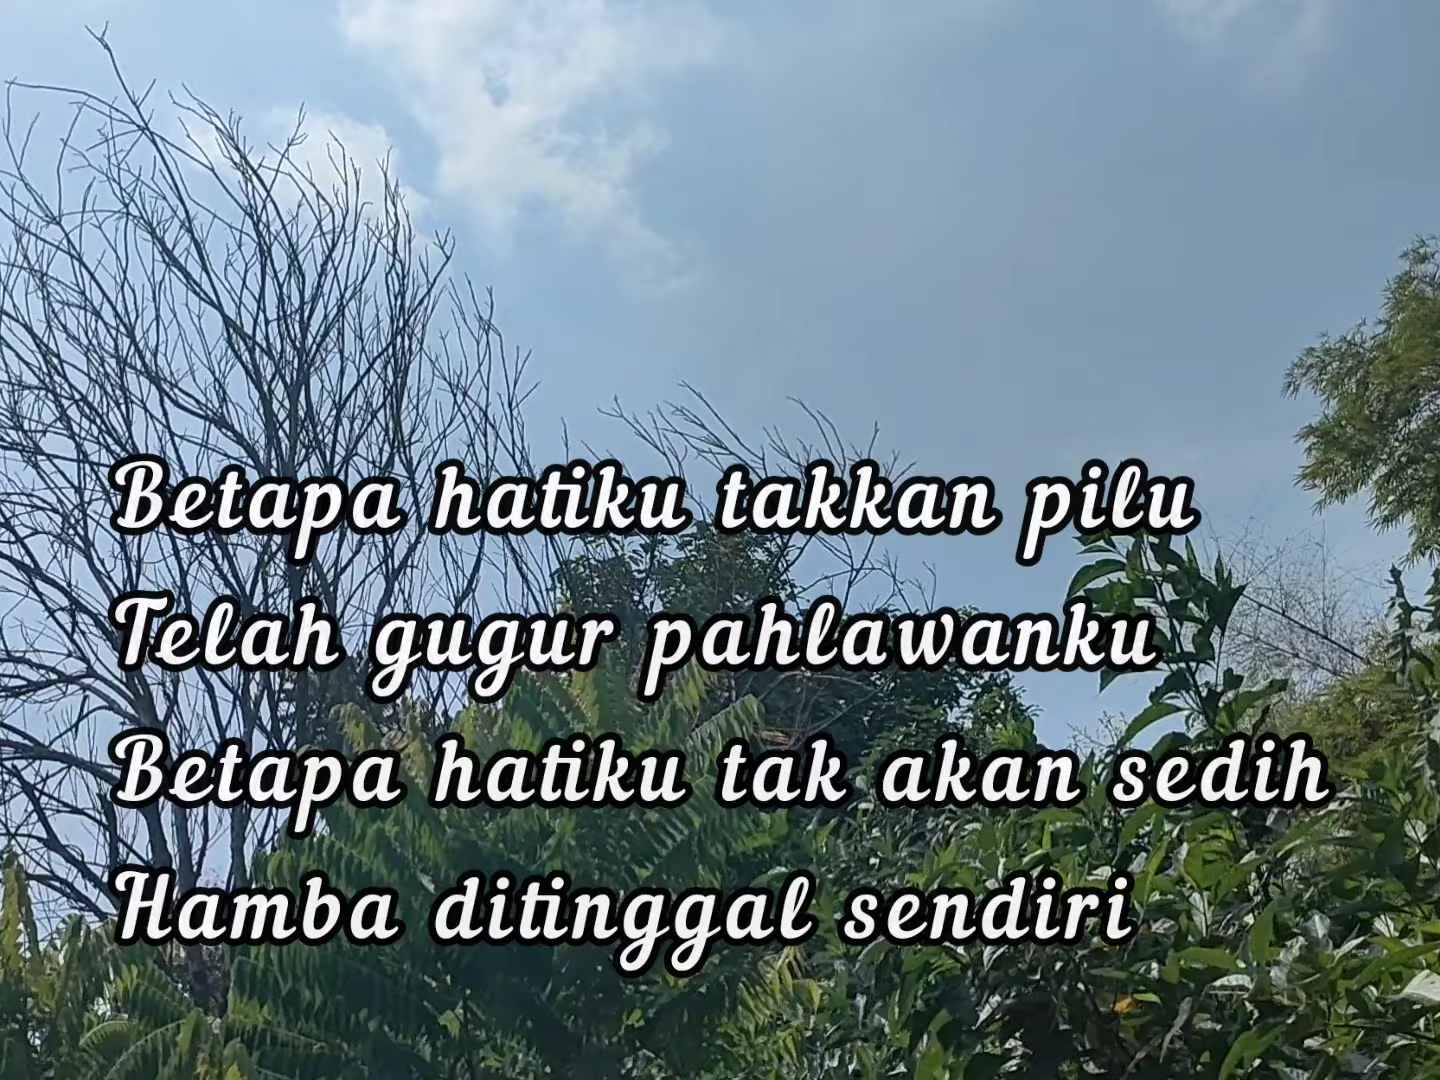 Betapa hatiku takkan pilu
Telah gugur pahlawanku
Betapa hatiku tak akan sedih
Hamba ditinggal sendiri